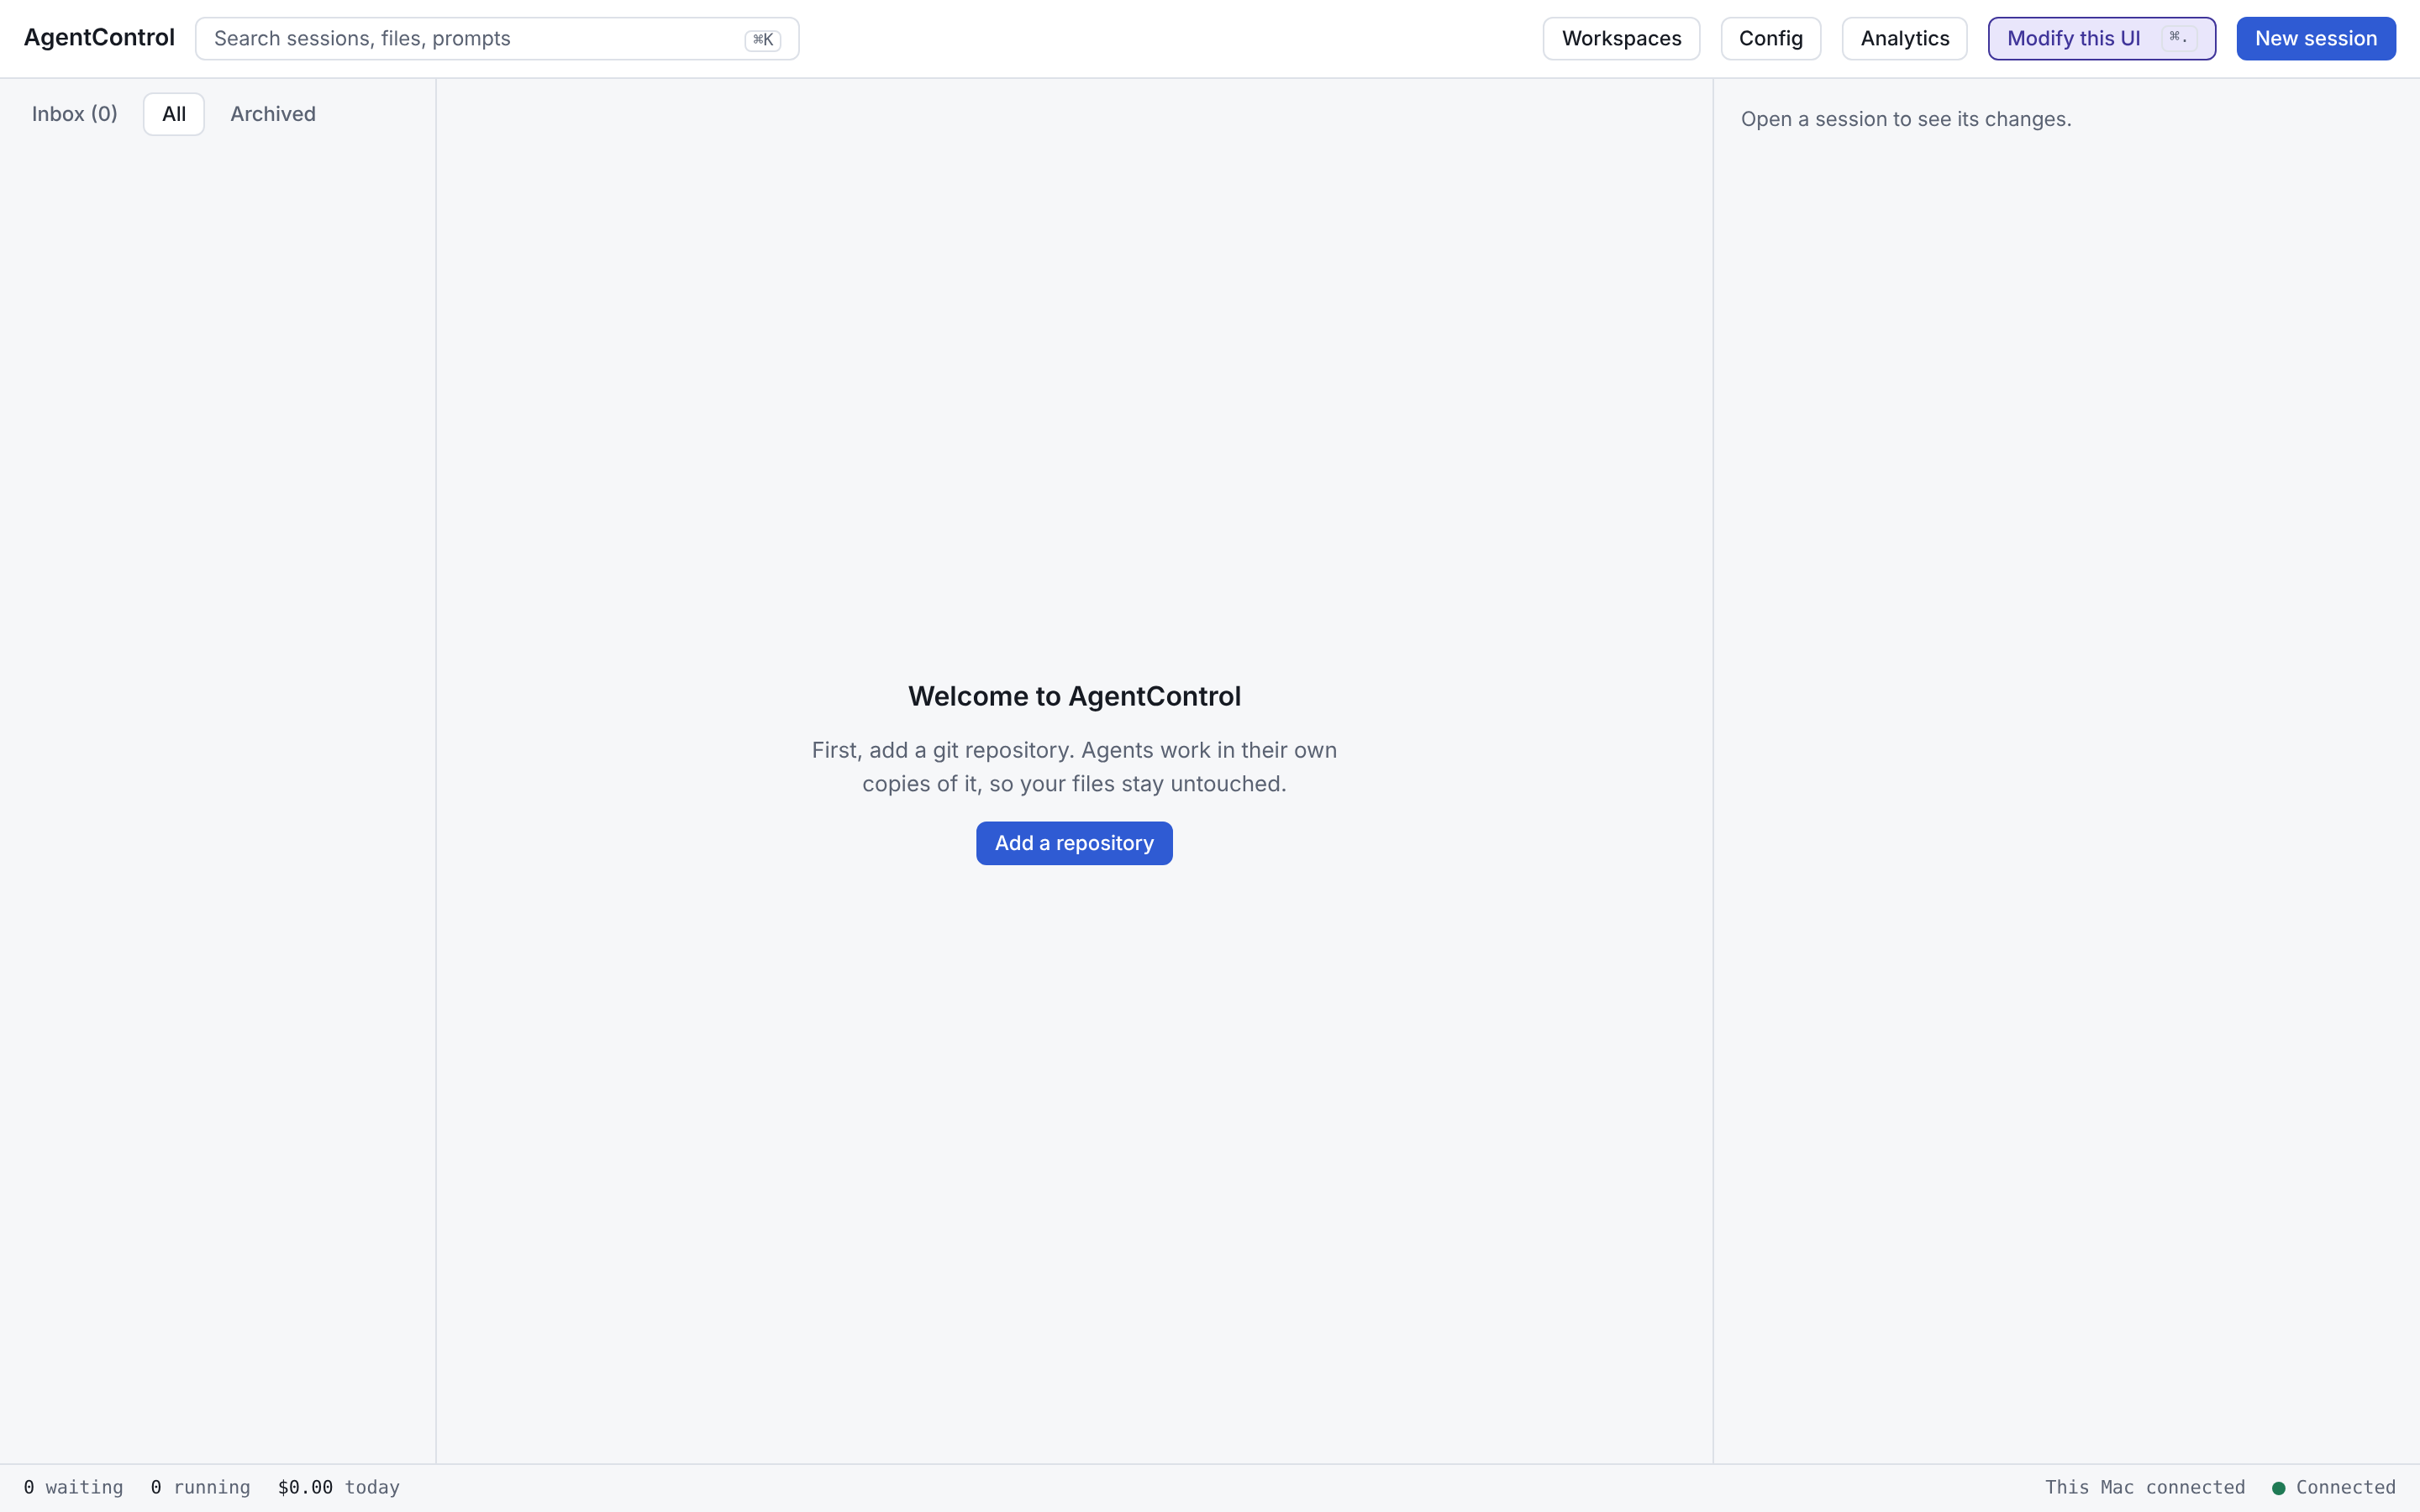 AgentControl
Search sessions, files, prompts
⌘K
Workspaces
Config
Analytics
Modify this UI ⌘.
New session
Inbox (0)
All
Archived
Open a session to see its changes.
Welcome to AgentControl
First, add a git repository. Agents work in their own
copies of it, so your files stay untouched.
Add a repository
0 waiting
0 running
$0.00 today
This Mac connected
Connected